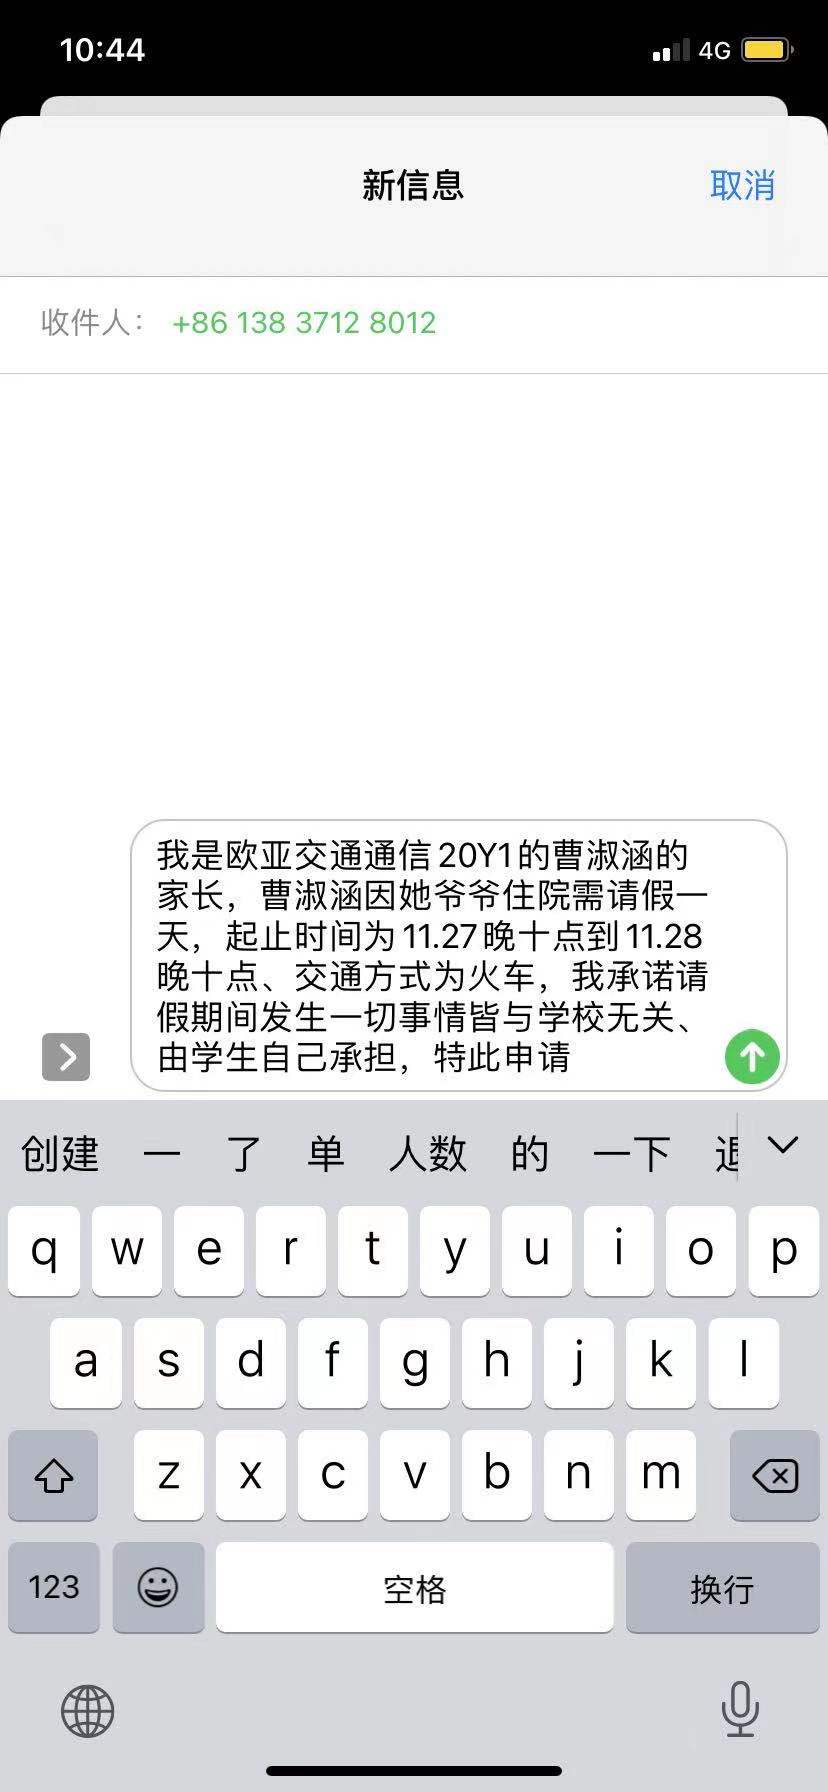 10:44
4G
新信息
取消
收件人： +86 138 3712 8012
我是欧亚交通通信20Y1的曹淑涵的
家长，曹淑涵因她爷爷住院需请假一
天，起止时间为11.27晚十点到11.28
晚十点、交通方式为火车，我承诺请
假期间发生一切事情皆与学校无关、
由学生自己承担，特此申请
创建 一 了 单 人数 的 一下
q w e r t y u i o p
a s d f g h j k l
z x c v b n m
123 空格 换行